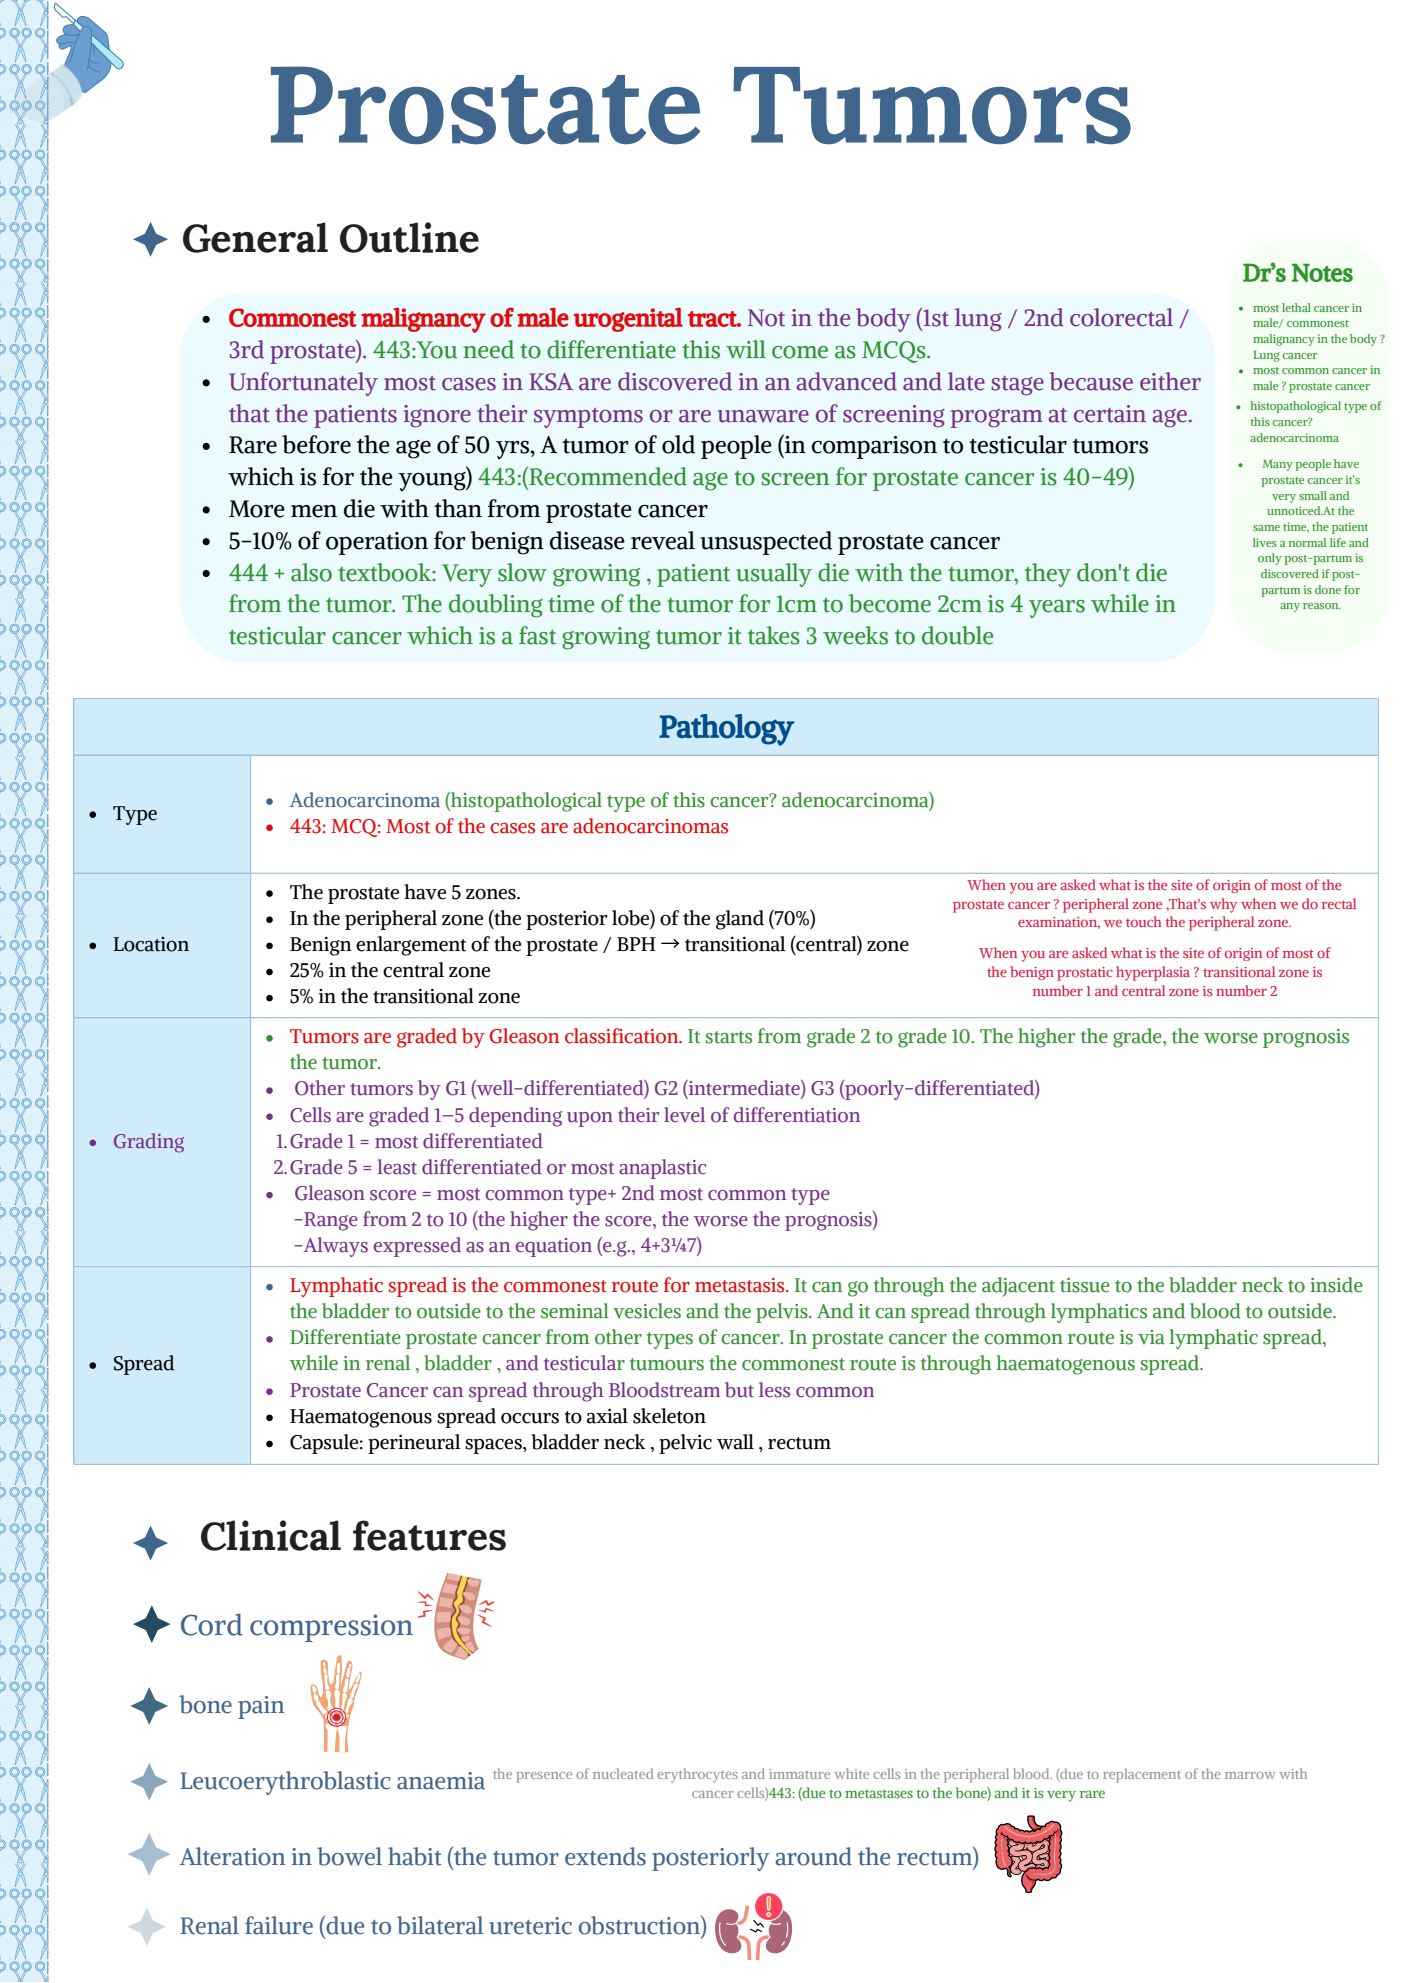 Prostate Tumors
General Outline
• Commonest malignancy of male urogenital tract. Not in the body (1st lung / 2nd colorectal /
3rd prostate). 443:You need to differentiate this will come as MCQs.
• Unfortunately most cases in KSA are discovered in an advanced and late stage because either
that the patients ignore their symptoms or are unaware of screening program at certain age.
• Rare before the age of 50 yrs, A tumor of old people (in comparison to testicular tumors
which is for the young) 443:(Recommended age to screen for prostate cancer is 40-49)
• More men die with than from prostate cancer
• 5-10% of operation for benign disease reveal unsuspected prostate cancer
• 444 + also textbook: Very slow growing , patient usually die with the tumor, they don't die
from the tumor. The doubling time of the tumor for 1cm to become 2cm is 4 years while in
testicular cancer which is a fast growing tumor it takes 3 weeks to double
Dr's Notes
• most lethal cancer in
male/ commonest
malignancy in the body ?
Lung cancer
• most common cancer in
male ? prostate cancer
• histopathological type of
this cancer?
adenocarcinoma
• Many people have
prostate cancer it's
very small and
unnoticed.At the
same time, the patient
lives a normal life and
only post-partum is
discovered if post-
partum is done for
any reason.
Pathology
• Type
• Adenocarcinoma (histopathological type of this cancer? adenocarcinoma)
• 443: MCQ: Most of the cases are adenocarcinomas
• Location
• The prostate have 5 zones.
• In the peripheral zone (the posterior lobe) of the gland (70%)
• Benign enlargement of the prostate / BPH → transitional (central) zone
• 25% in the central zone
• 5% in the transitional zone
When you are asked what is the site of origin of most of the
prostate cancer ? peripheral zone ,That's why when we do rectal
examination, we touch the peripheral zone.
When you are asked what is the site of origin of most of
the benign prostatic hyperplasia ? transitional zone is
number 1 and central zone is number 2
• Grading
• Tumors are graded by Gleason classification. It starts from grade 2 to grade 10. The higher the grade, the worse prognosis
the tumor.
• Other tumors by G1 (well-differentiated) G2 (intermediate) G3 (poorly-differentiated)
• Cells are graded 1–5 depending upon their level of differentiation
1. Grade 1 = most differentiated
2. Grade 5 = least differentiated or most anaplastic
• Gleason score = most common type+ 2nd most common type
-Range from 2 to 10 (the higher the score, the worse the prognosis)
-Always expressed as an equation (e.g., 4+3¼7)
• Spread
• Lymphatic spread is the commonest route for metastasis. It can go through the adjacent tissue to the bladder neck to inside
the bladder to outside to the seminal vesicles and the pelvis. And it can spread through lymphatics and blood to outside.
• Differentiate prostate cancer from other types of cancer. In prostate cancer the common route is via lymphatic spread,
while in renal , bladder , and testicular tumours the commonest route is through haematogenous spread.
• Prostate Cancer can spread through Bloodstream but less common
• Haematogenous spread occurs to axial skeleton
• Capsule: perineural spaces, bladder neck , pelvic wall , rectum
Clinical features
Cord compression
bone pain
Leucoerythroblastic anaemia the presence of nucleated erythrocytes and immature white cells in the peripheral blood. (due to replacement of the marrow with
cancer cells)443: (due to metastases to the bone) and it is very rare
Alteration in bowel habit (the tumor extends posteriorly around the rectum)
Renal failure (due to bilateral ureteric obstruction)